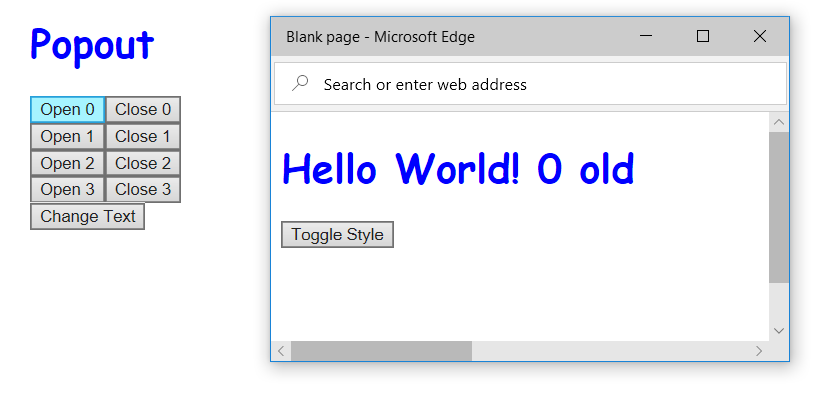 Popout
Open 0 Close 0
Open 1 Close 1
Open 2 Close 2
Open 3 Close 3
Change Text
Blank page - Microsoft Edge
Search or enter web address
Hello World! 0 old
Toggle Style